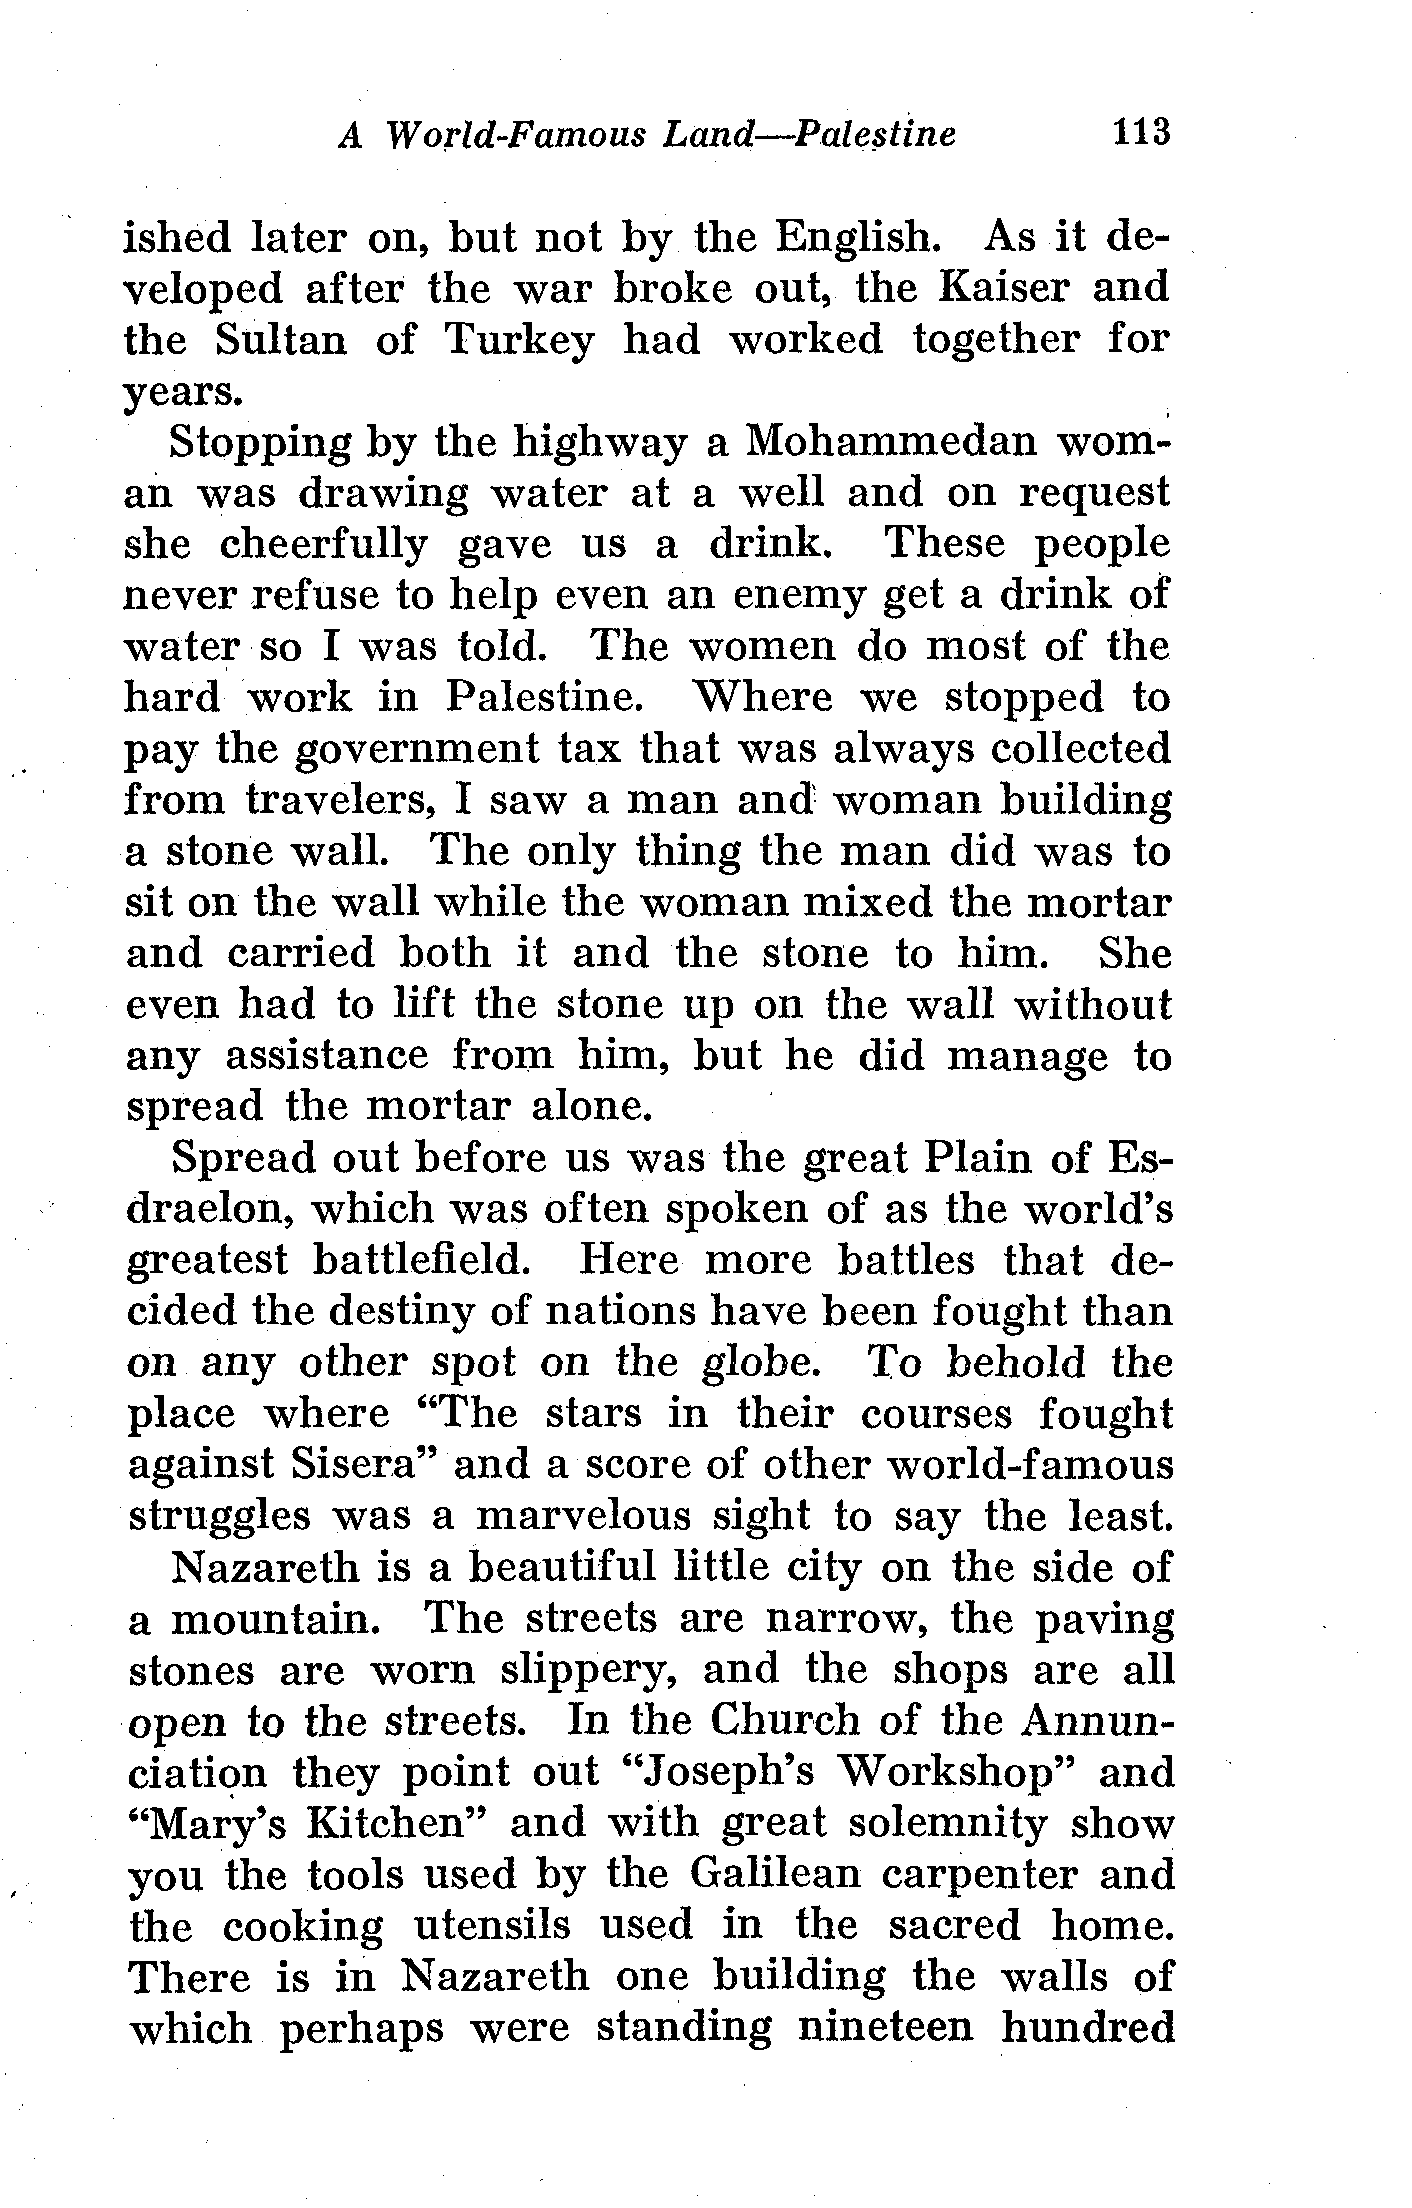 A World-Famous Land—Palestine 113
ished later on, but not by the English. As it de-
veloped after the war broke out, the Kaiser and
the Sultan of Turkey had worked together for
years.
Stopping by the highway a Mohammedan wom-
an was drawing water at a well and on request
she cheerfully gave us a drink. These people
never refuse to help even an enemy get a drink of
water so I was told. The women do most of the
hard work in Palestine. Where we stopped to
pay the government tax that was always collected
from travelers, I saw a man and woman building
a stone wall. The only thing the man did was to
sit on the wall while the woman mixed the mortar
and carried both it and the stone to him. She
even had to lift the stone up on the wall without
any assistance from him, but he did manage to
spread the mortar alone.
Spread out before us was the great Plain of Es-
draelon, which was often spoken of as the world's
greatest battlefield. Here more battles that de-
cided the destiny of nations have been fought than
on any other spot on the globe. To behold the
place where “The stars in their courses fought
against Sisera” and a score of other world-famous
struggles was a marvelous sight to say the least.
Nazareth is a beautiful little city on the side of
a mountain. The streets are narrow, the paving
stones are worn slippery, and the shops are all
open to the streets. In the Church of the Annun-
ciation they point out “Joseph's Workshop” and
“Mary's Kitchen” and with great solemnity show
you the tools used by the Galilean carpenter and
the cooking utensils used in the sacred home.
There is in Nazareth one building the walls of
which perhaps were standing nineteen hundred